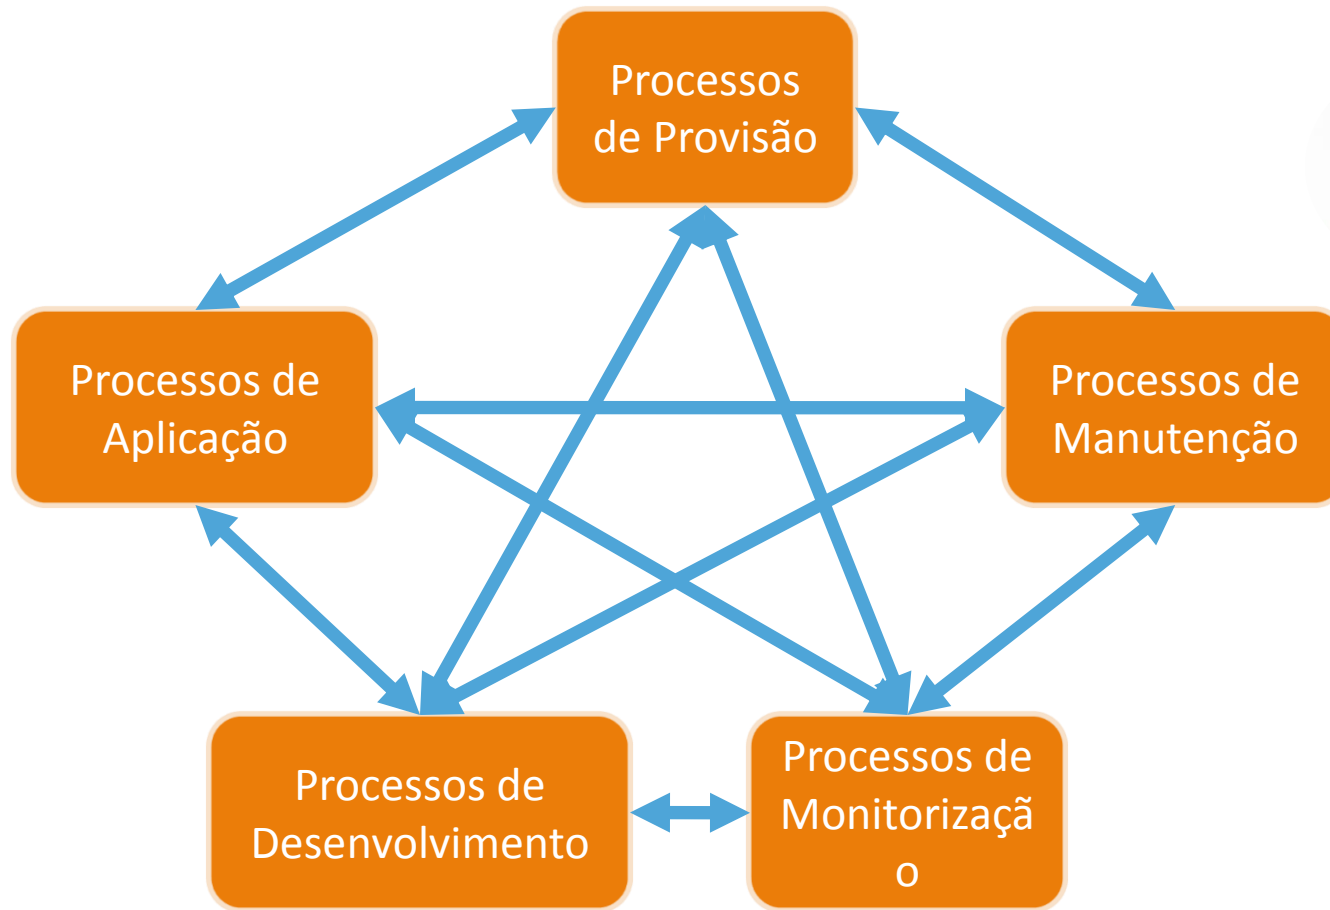 Processos
de Provisão
Processos de
Aplicação
Processos de
Manutenção
Processos de
Desenvolvimento
Processos de
Monitorizaçã
o